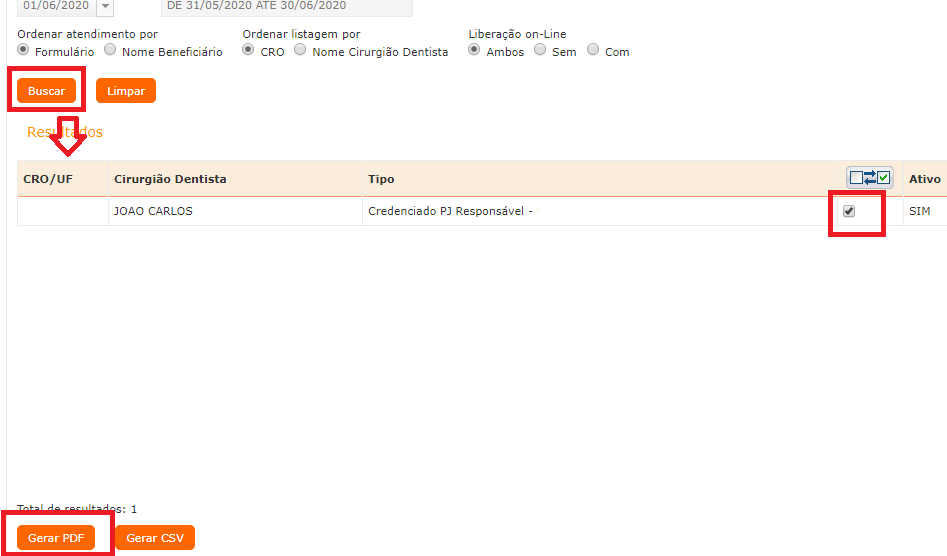 01/06/2020 DE 31/05/2020 ATE 30/06/2020
Ordenar atendimento por Ordenar listagem por Liberação on-Line
Formulário Nome Beneficiário CRO Nome Cirurgião Dentista Ambos Sem Com
Buscar Limpar
Resultados
CRO/UF Cirurgião Dentista Tipo Ativo
JOAO CARLOS Credenciado PJ Responsável - SIM
Total de resultados: 1
Gerar PDF Gerar CSV